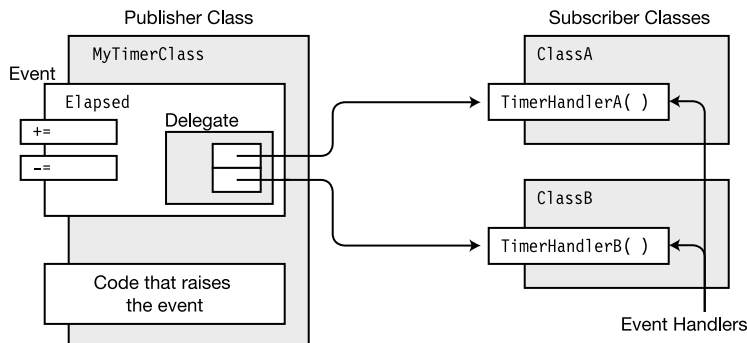 Publisher Class
Subscriber Classes
MyTimerClass
ClassA
Event
Elapsed
TimerHandlerA( )
Delegate
+=
-=
ClassB
TimerHandlerB( )
Code that raises
the event
Event Handlers